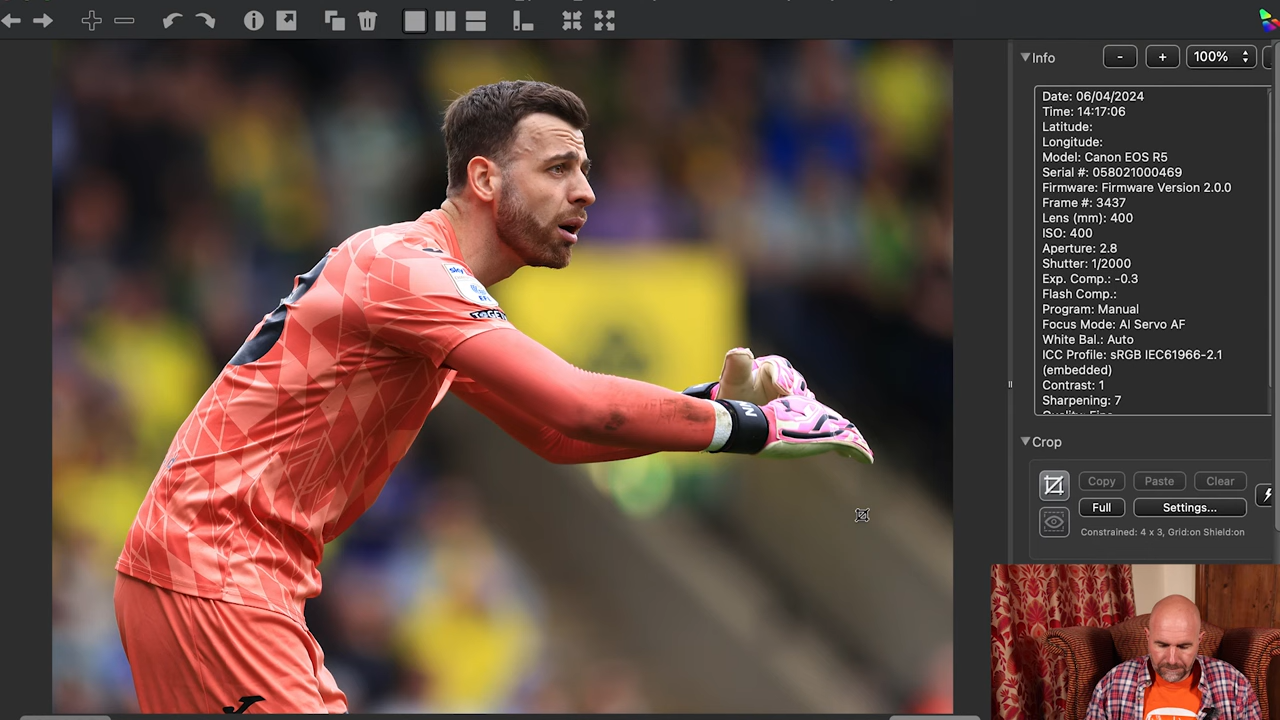 Info
-
+
100%
Date: 06/04/2024
Time: 14:17:06
Latitude:
Longitude:
Model: Canon EOS R5
Serial #: 058021000469
Firmware: Firmware Version 2.0.0
Frame #: 3437
Lens (mm): 400
ISO: 400
Aperture: 2.8
Shutter: 1/2000
Exp. Comp.: -0.3
Flash Comp.:
Program: Manual
Focus Mode: AI Servo AF
White Bal.: Auto
ICC Profile: sRGB IEC61966-2.1
(embedded)
Contrast: 1
Sharpening: 7
Crop
Copy
Paste
Clear
Full
Settings...
Constrained: 4 x 3, Grid:on Shield:on
sky
EFL